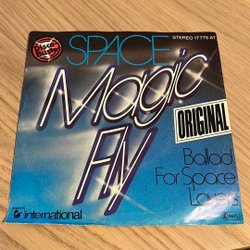 STEREO 17 775 AT
SPACE
Magic
Fly
ORIGINAL
Ballad
For Space
Lovers
international